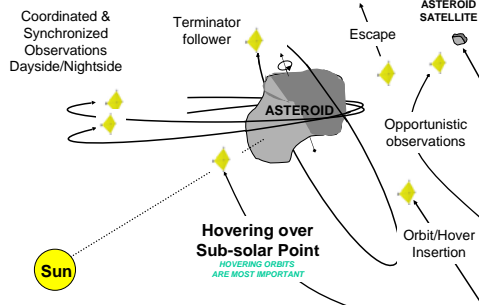 Coordinated &
Synchronized
Observations
Dayside/Nightside
Terminator
follower
Escape
ASTEROID
SATELLITE
ASTEROID
Opportunistic
observations
Hovering over
Sub-solar Point
HOVERING ORBITS
ARE MOST IMPORTANT
Orbit/Hover
Insertion
Sun